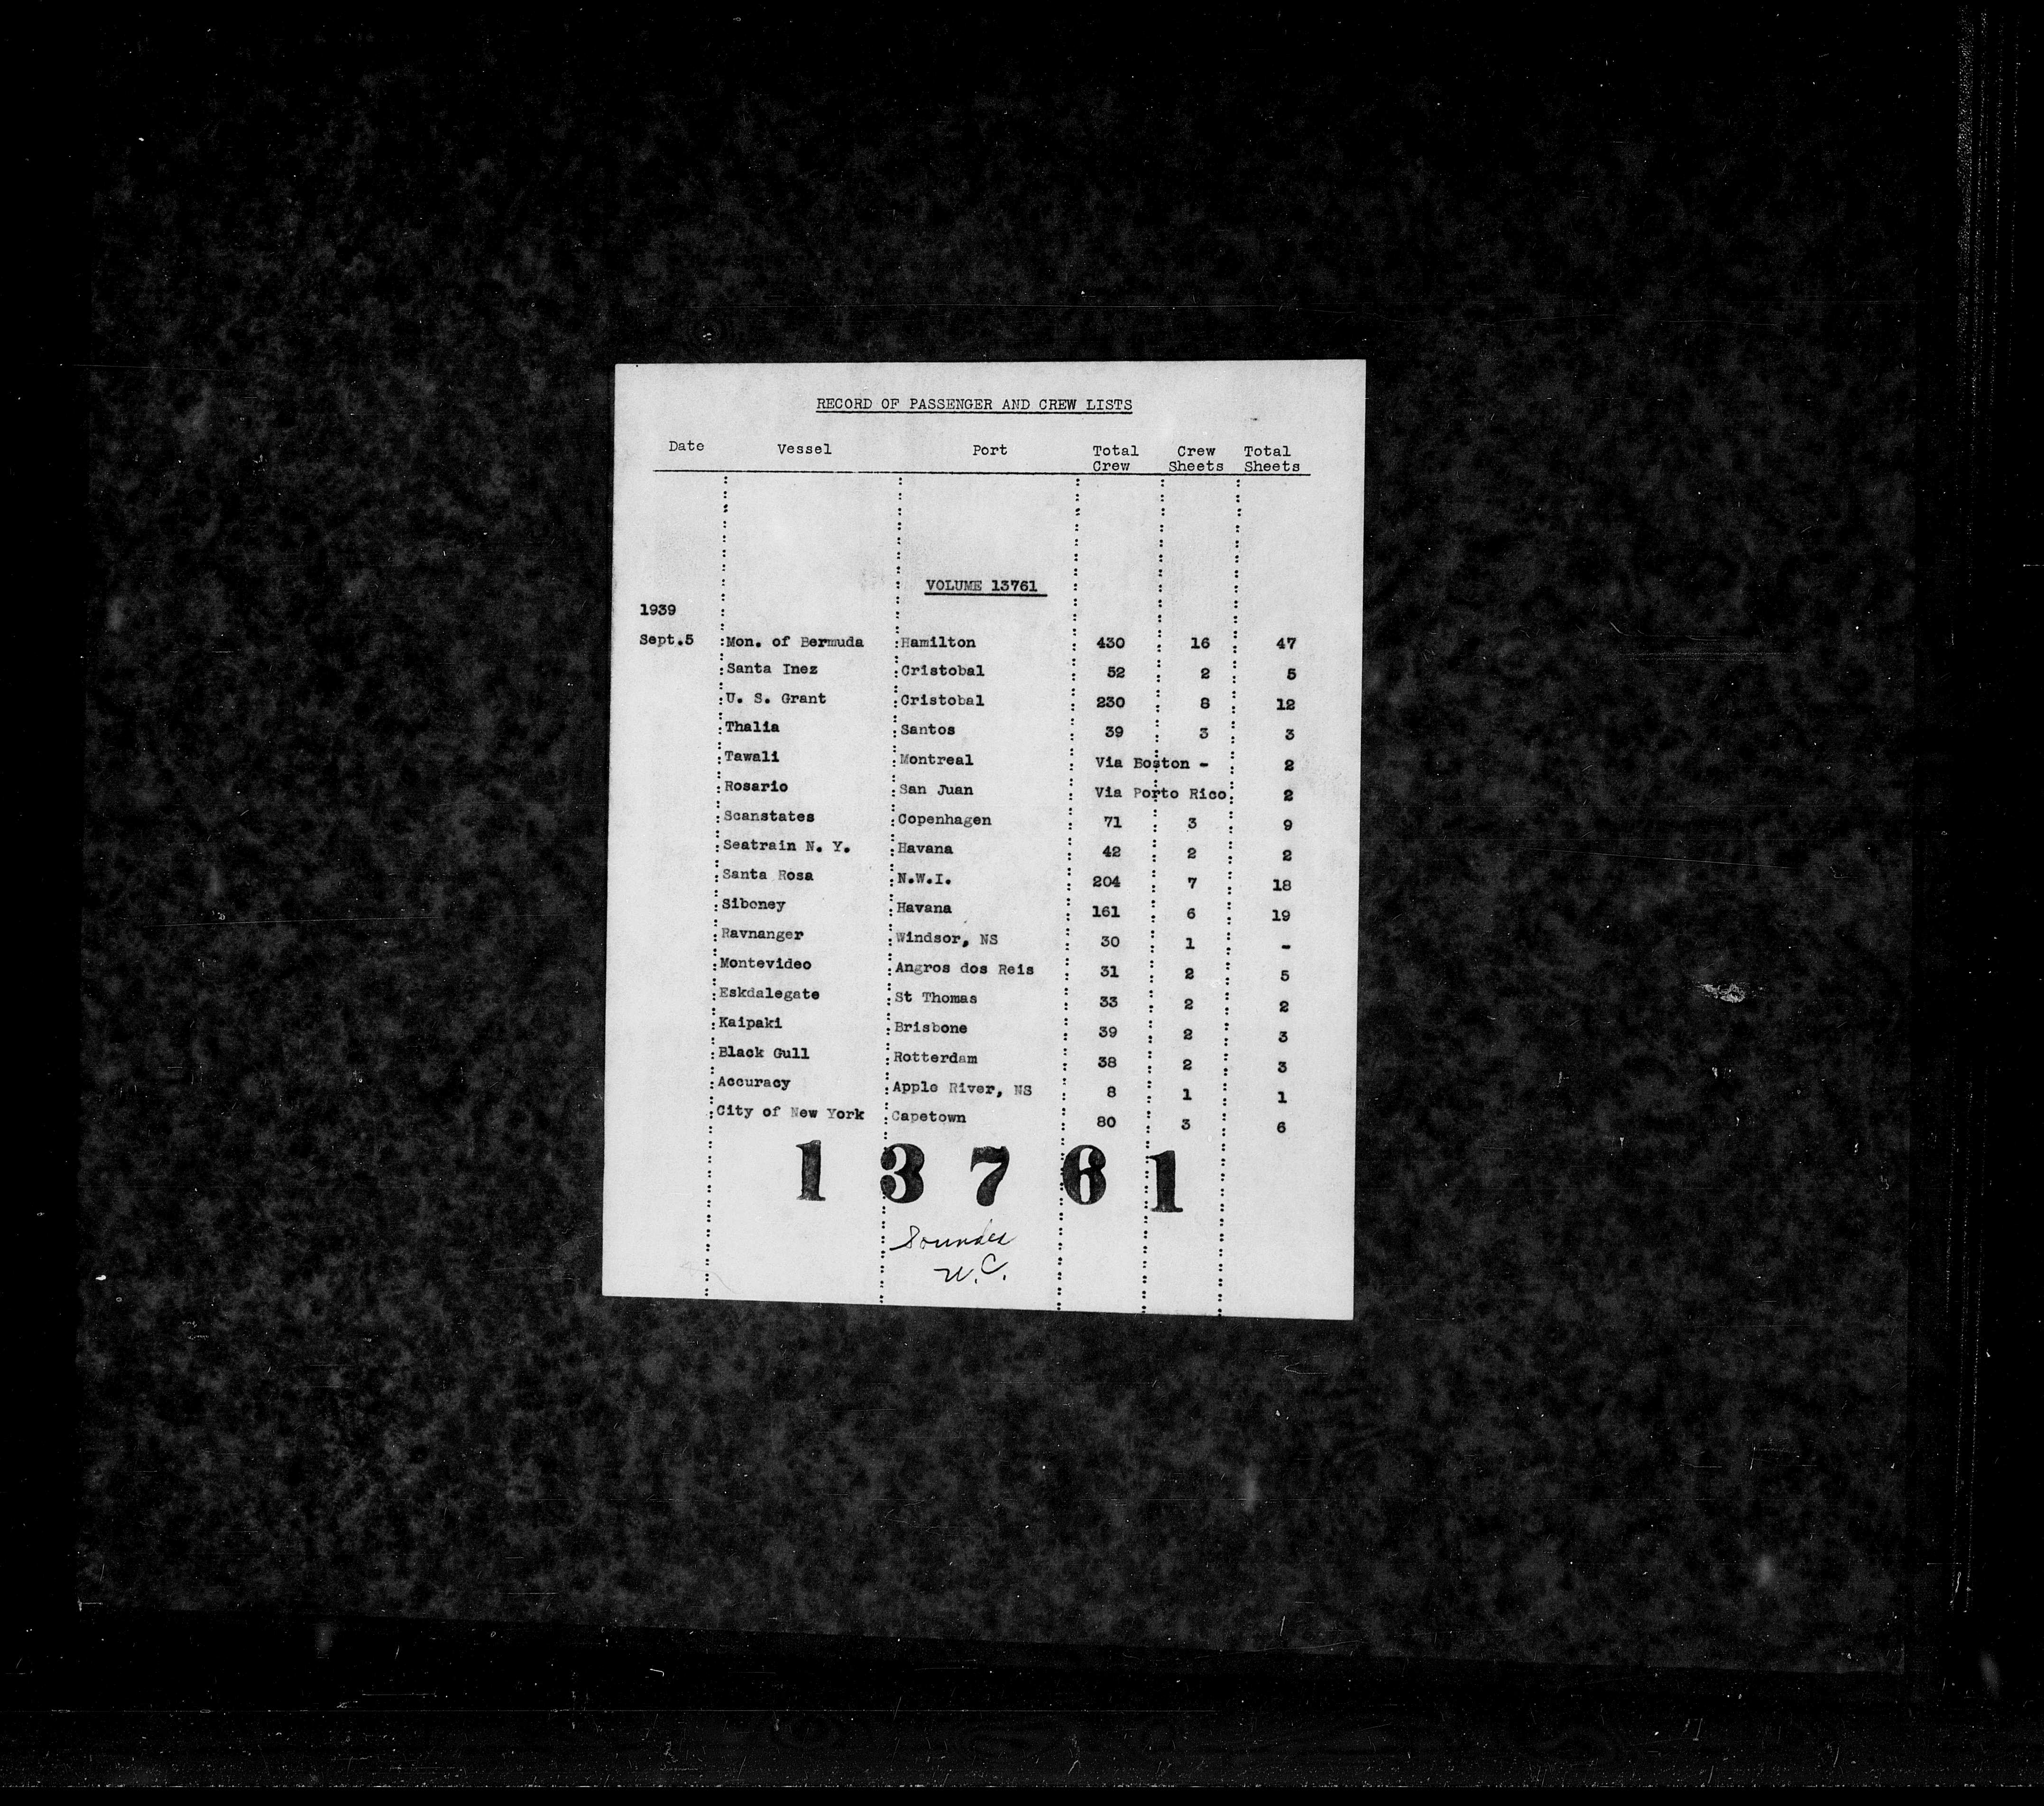 RECORD OF PASSENGER AND CREW LISTS
Date Vessel Port Total Crew Crew Sheets Total Sheets
VOLUME 13761
1939
Sept.5 Mon. of Bermuda Hamilton 430 16 47
Santa Inez Cristobal 52 2 5
U. S. Grant Cristobal 230 8 12
Thalia Santos 39 3 3
Tawali Montreal Via Boston - 2
Rosario San Juan Via Porto Rico 2
Scanstates Copenhagen 71 3 9
Seatrain N. Y. Havana 42 2 2
Santa Rosa N.W.I. 204 7 18
Siboney Havana 161 6 19
Ravnanger Windsor, NS 30 1 -
Montevideo Angros dos Reis 31 2 5
Eskdalegate St Thomas 33 2 2
Kaipaki Brisbone 39 2 3
Black Gull Rotterdam 38 2 3
Accuracy Apple River, NS 8 1 1
City of New York Capetown 80 3 6
1 3 7 6 1
W.C.